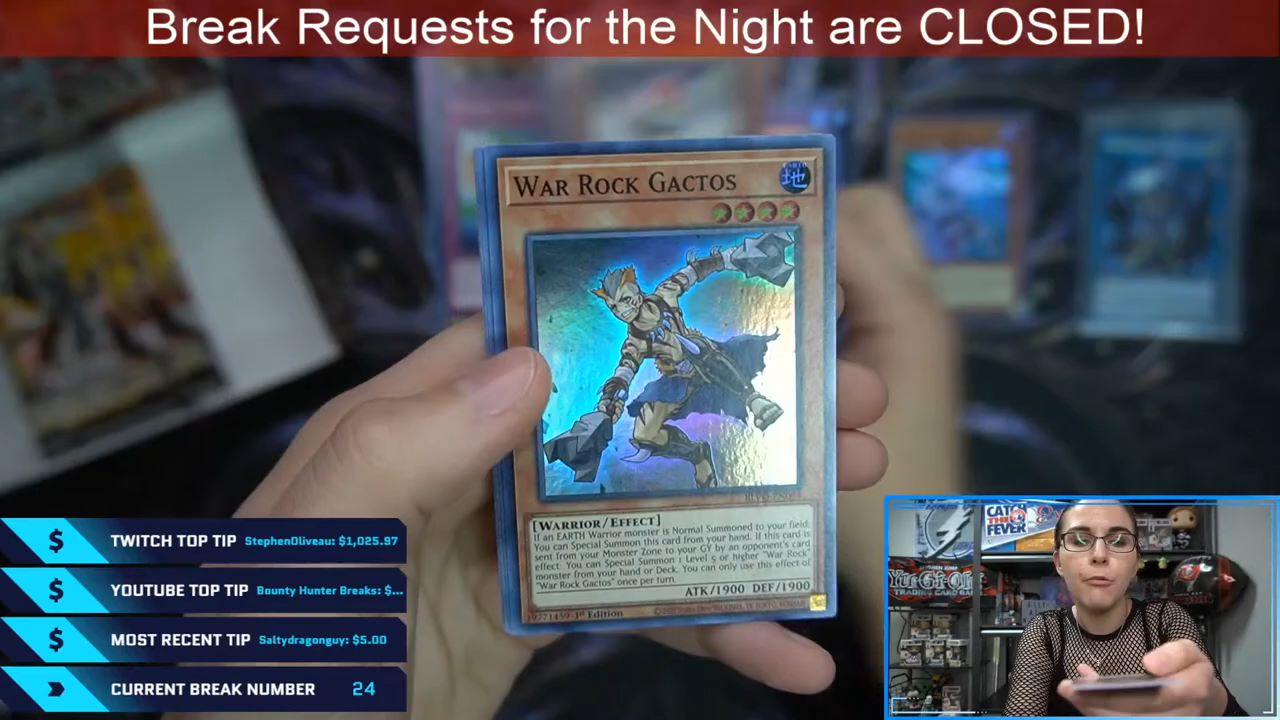 Break Requests for the Night are CLOSED!
WAR ROCK GACTOS
EARTH
地
[WARRIOR/EFFECT]
If an EARTH Warrior monster is Normal Summoned to your field:
You can Special Summon this card from your hand. If this card is
sent from your Monster Zone to your GY by an opponent's card
effect: You can Special Summon 1 Level 5 or higher "War Rock"
monster from your hand or Deck. You can only use this effect of
"War Rock Gactos" once per turn.
ATK/1900 DEF/1900
19771459 1st Edition
$ TWITCH TOP TIP StephenOliveau: $1,025.97
$ YOUTUBE TOP TIP Bounty Hunter Breaks: $...
$ MOST RECENT TIP Saltydragonguy: $5.00
CURRENT BREAK NUMBER 24
CATCH
THE
FEVER
Yu-Gi-Oh!
TRADING CARD GAME